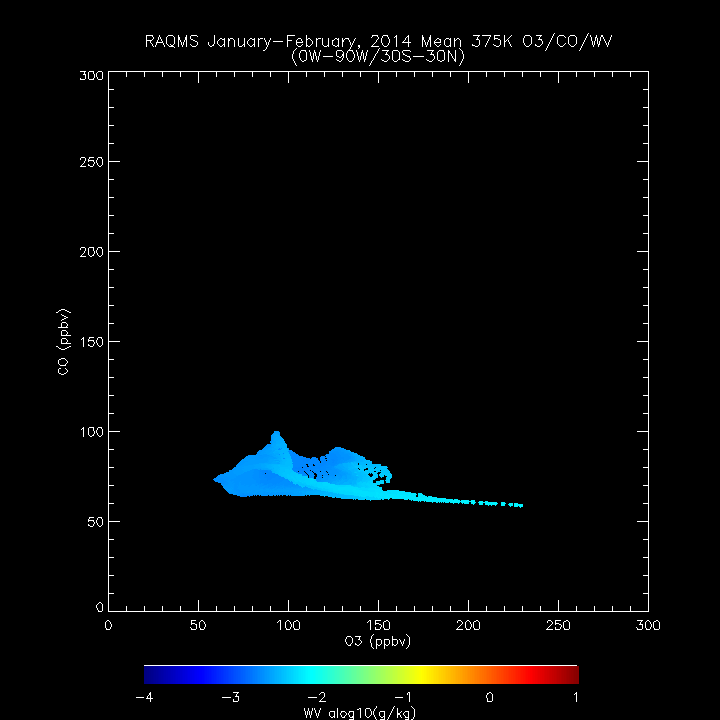 RAQMS January-February, 2014 Mean 375K O3/CO/WV
(0W-90W/30S-30N)
300
250
200
150
100
50
0
CO (ppbv)
0 50 100 150 200 250 300
O3 (ppbv)
-4 -3 -2 -1 0 1
WV alog10(g/kg)